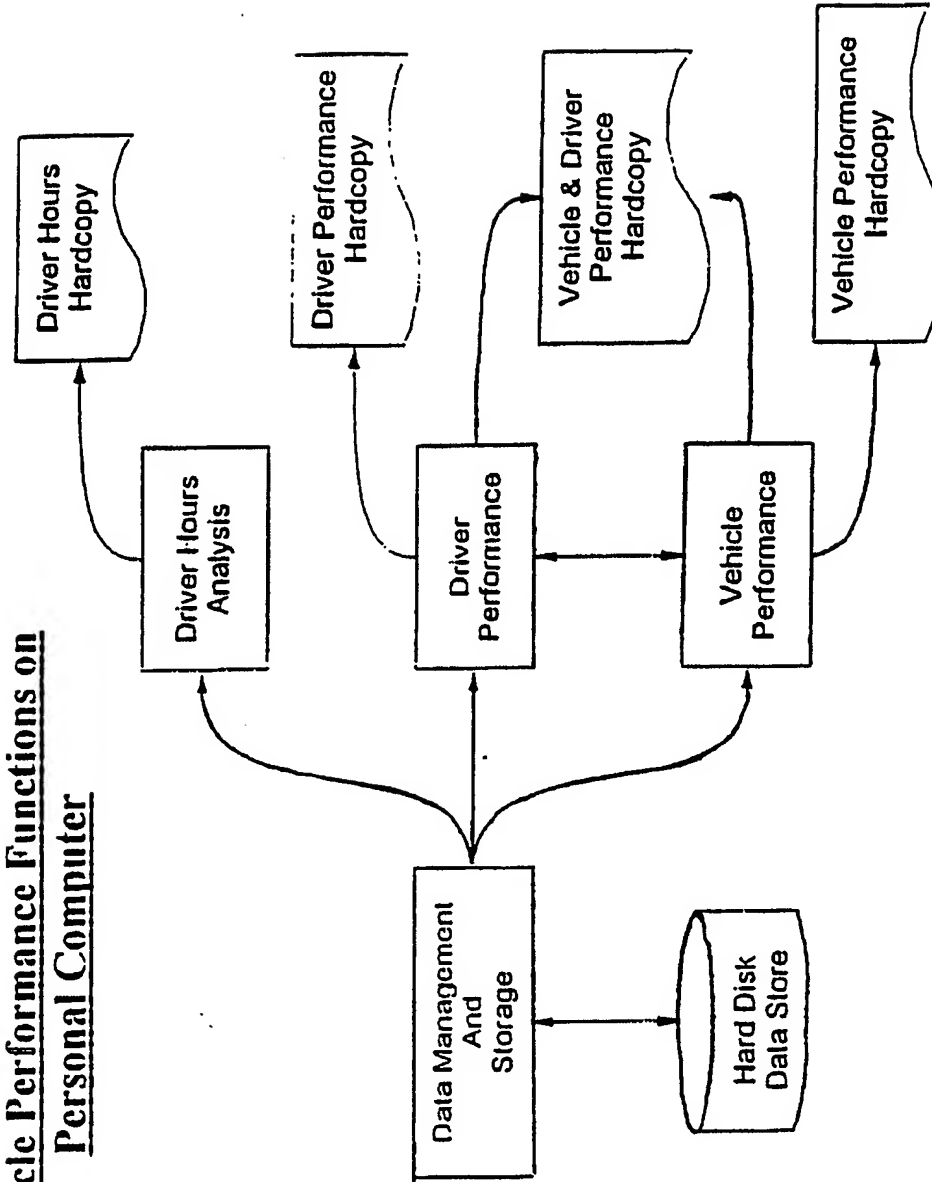 cle Performance Functions on
Personal Computer
Data Management
And
Storage
Hard Disk
Data Store
Driver Hours
Analysis
Driver
Performance
Vehicle
Performance
Driver Hours
Hardcopy
Driver Performance
Hardcopy
Vehicle & Driver
Performance
Hardcopy
Vehicle Performance
Hardcopy